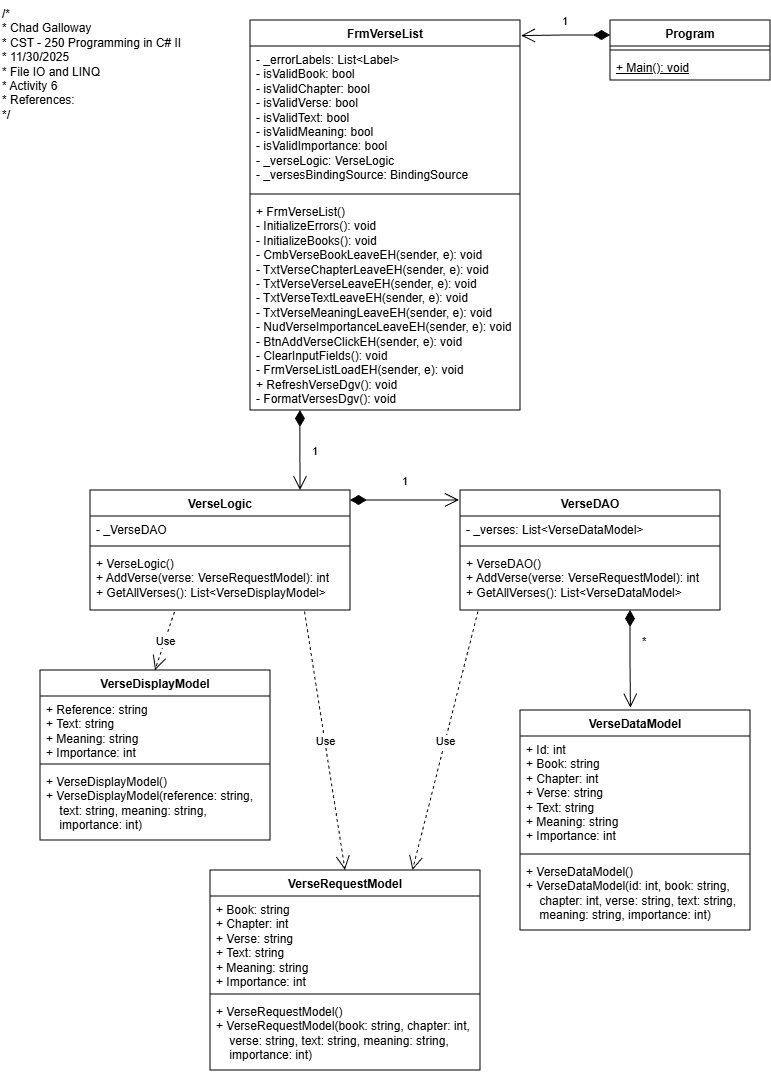 /*
* Chad Galloway
* CST - 250 Programming in C# II
* 11/30/2025
* File IO and LINQ
* Activity 6
* References:
*/
FrmVerseList
- _errorLabels: List<Label>
- isValidBook: bool
- isValidChapter: bool
- isValidVerse: bool
- isValidText: bool
- isValidMeaning: bool
- isValidImportance: bool
- _verseLogic: VerseLogic
- _versesBindingSource: BindingSource
+ FrmVerseList()
- InitializeErrors(): void
- InitializeBooks(): void
- CmbVerseBookLeaveEH(sender, e): void
- TxtVerseChapterLeaveEH(sender, e): void
- TxtVerseVerseLeaveEH(sender, e): void
- TxtVerseTextLeaveEH(sender, e): void
- TxtVerseMeaningLeaveEH(sender, e): void
- NudVerseImportanceLeaveEH(sender, e): void
- BtnAddVerseClickEH(sender, e): void
- ClearInputFields(): void
- FrmVerseListLoadEH(sender, e): void
+ RefreshVerseDgv(): void
- FormatVersesDgv(): void
1
Program
+ Main(): void
1
VerseLogic
- _VerseDAO
+ VerseLogic()
+ AddVerse(verse: VerseRequestModel): int
+ GetAllVerses(): List<VerseDisplayModel>
1
VerseDAO
- _verses: List<VerseDataModel>
+ VerseDAO()
+ AddVerse(verse: VerseRequestModel): int
+ GetAllVerses(): List<VerseDataModel>
Use
*
VerseDisplayModel
+ Reference: string
+ Text: string
+ Meaning: string
+ Importance: int
+ VerseDisplayModel()
+ VerseDisplayModel(reference: string,
text: string, meaning: string,
importance: int)
Use
Use
VerseDataModel
+ Id: int
+ Book: string
+ Chapter: int
+ Verse: string
+ Text: string
+ Meaning: string
+ Importance: int
+ VerseDataModel()
+ VerseDataModel(id: int, book: string,
chapter: int, verse: string, text: string,
meaning: string, importance: int)
VerseRequestModel
+ Book: string
+ Chapter: int
+ Verse: string
+ Text: string
+ Meaning: string
+ Importance: int
+ VerseRequestModel()
+ VerseRequestModel(book: string, chapter: int,
verse: string, text: string, meaning: string,
importance: int)